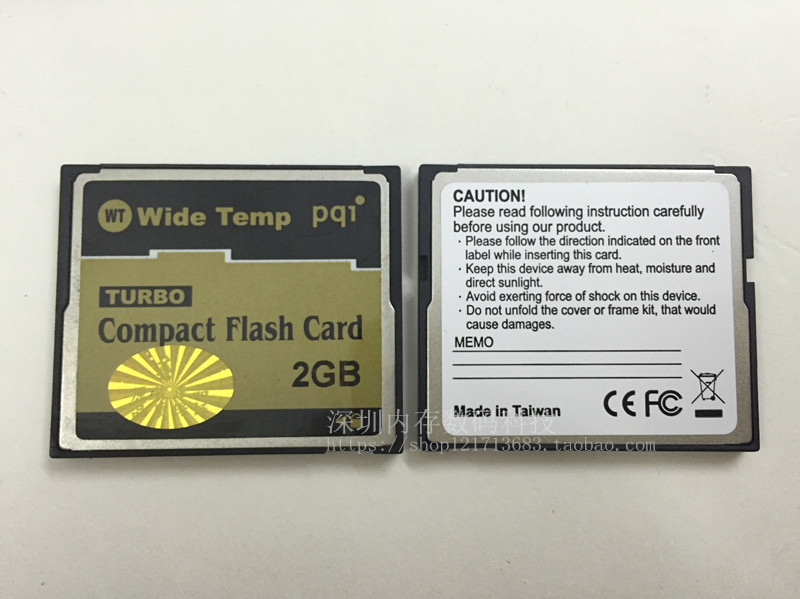 WT Wide Temp pqi
TURBO
Compact Flash Card
2GB
CAUTION!
Please read following instruction carefully
before using our product.
· Please follow the direction indicated on the front
label while inserting this card.
· Keep this device away from heat, moisture and
direct sunlight.
· Avoid exerting force of shock on this device.
· Do not unfold the cover or frame kit, that would
cause damages.
MEMO
Made in Taiwan CE FC
深圳内存数码科技
https://shop121713683.taobao.com